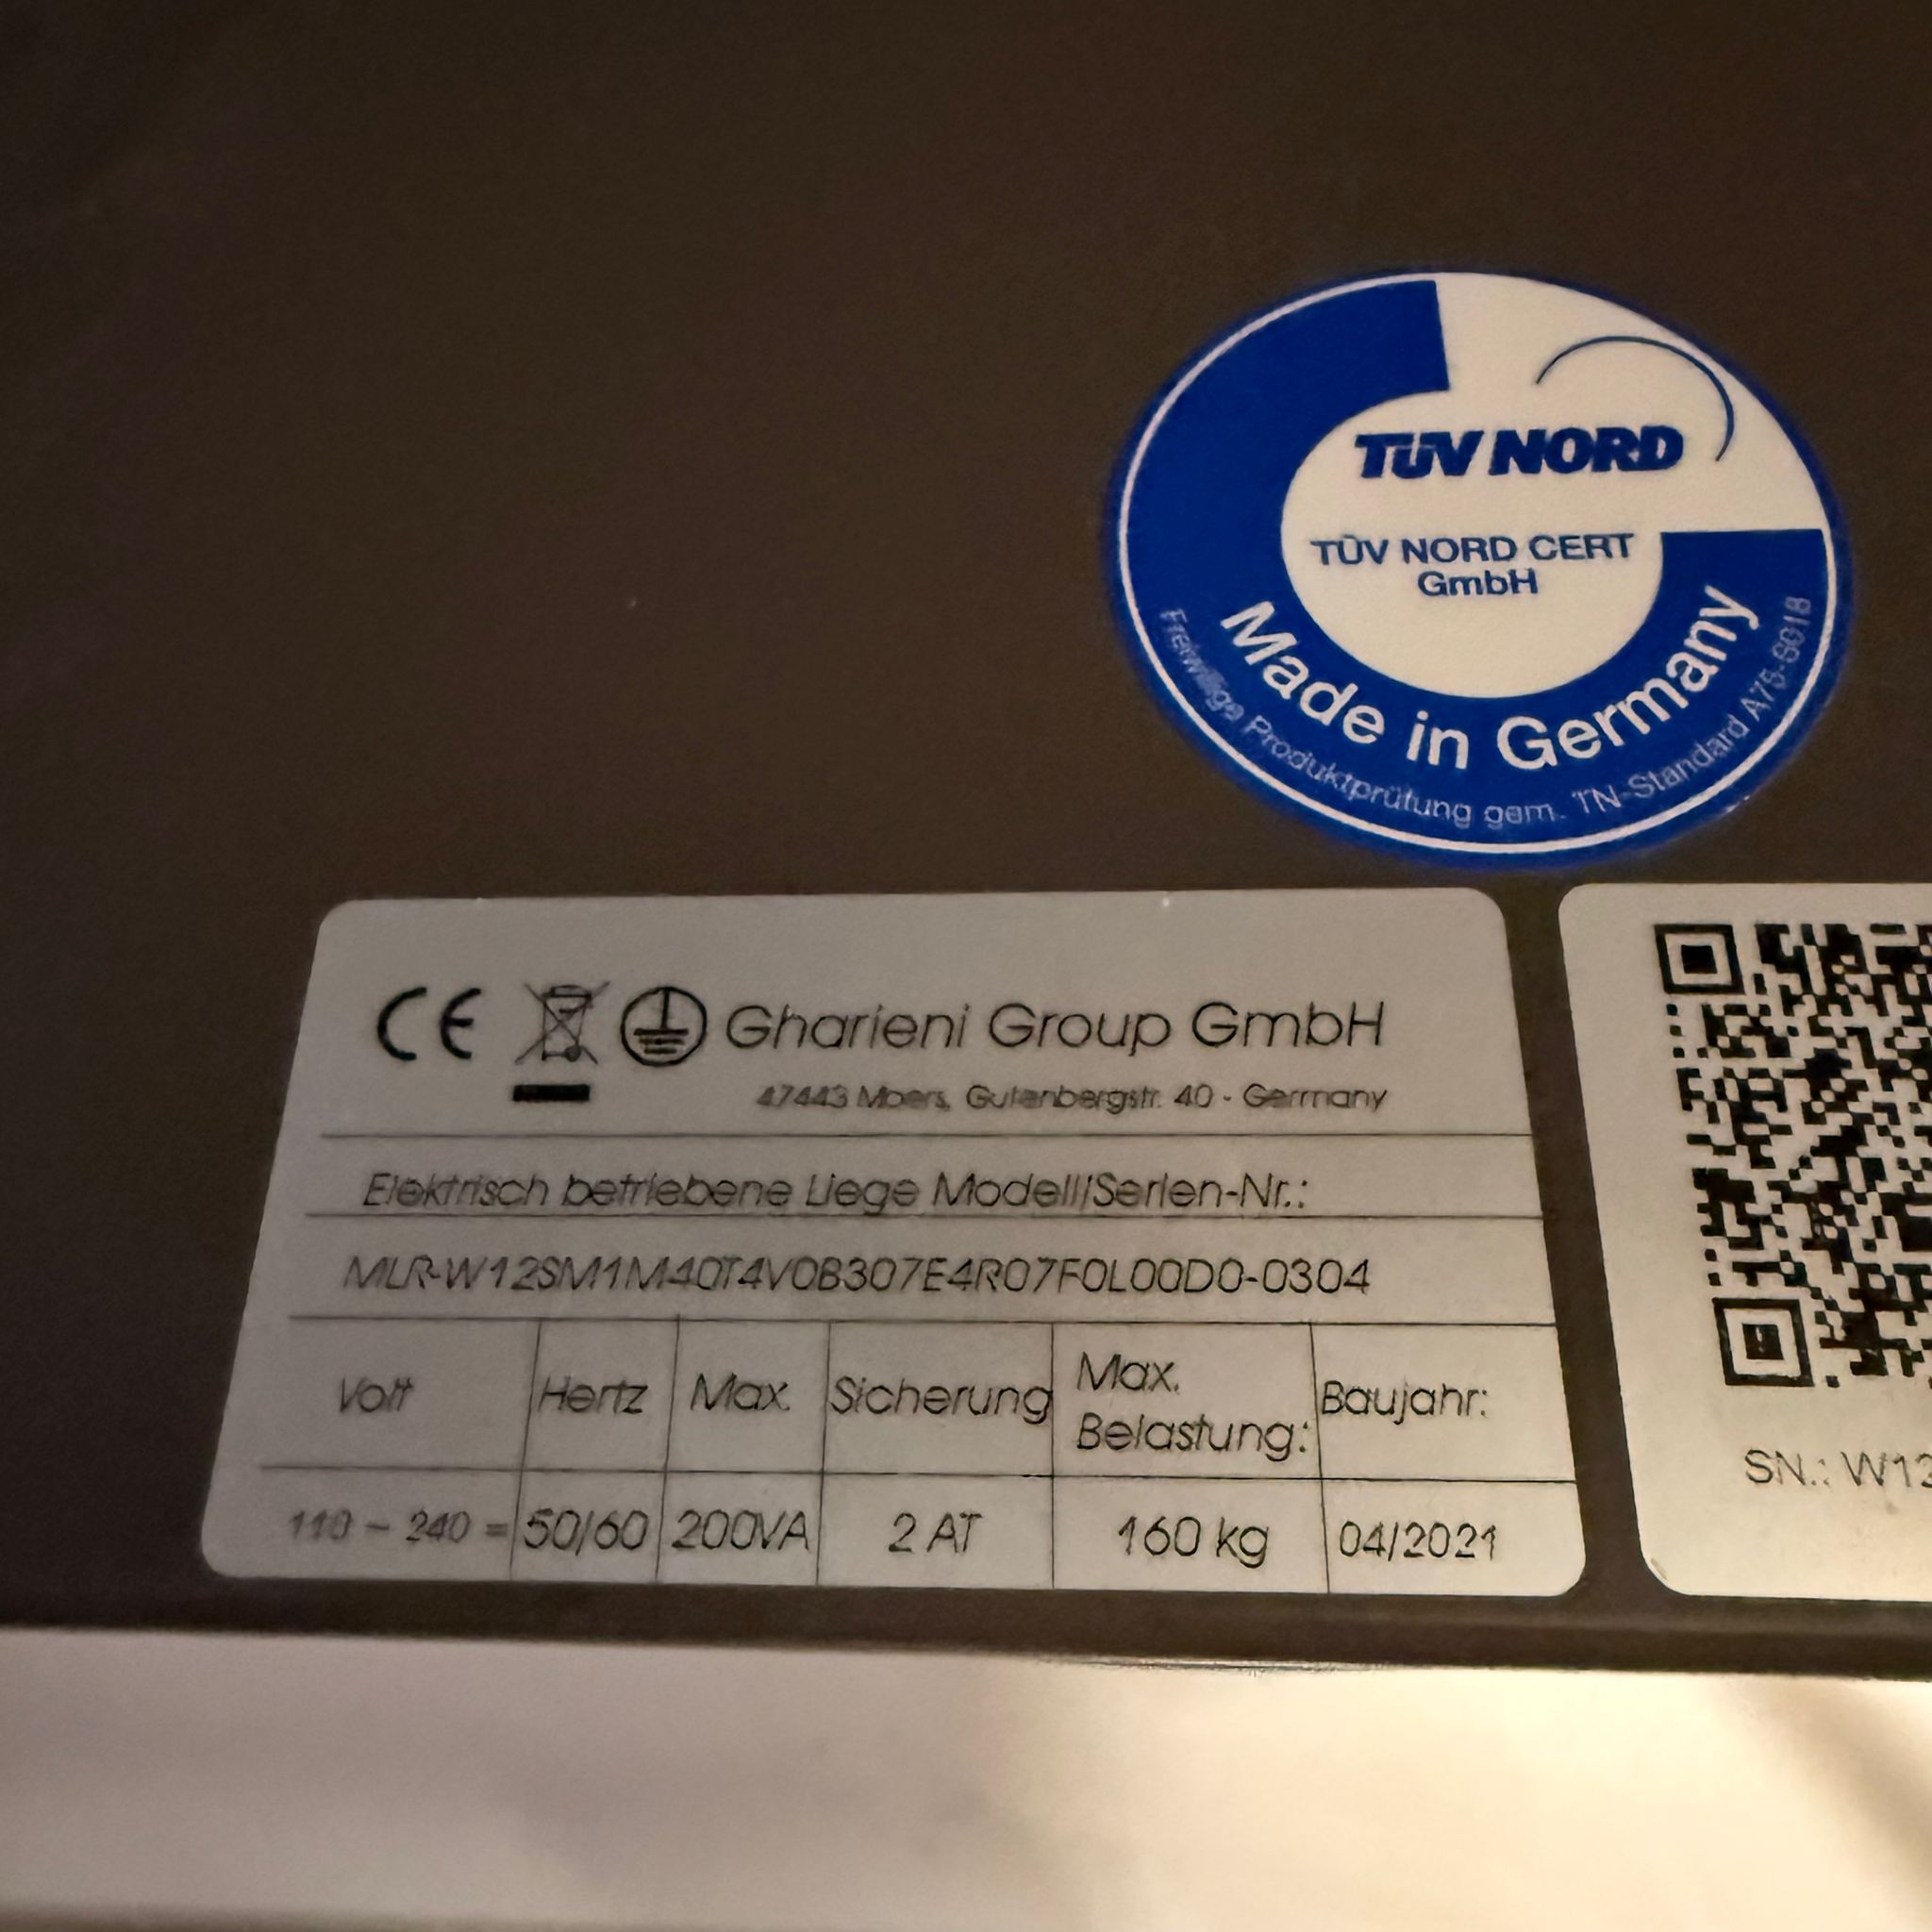 TÜV NORD
TÜV NORD CERT
GmbH
Made in Germany
Freiwillige Produktprüfung gem. TN-Standard A75-S018
CE Gharieni Group GmbH
47443 Moers, Gutenbergstr. 40 - Germany
Elektrisch betriebene Liege Modell/Serien-Nr.:
MLR-W12SM1M40T4V0B307E4R07F0L00D0-0304
Volt Hertz Max. Sicherung Max. Belastung: Baujahr:
110 ~ 240 = 50/60 200VA 2 AT 160 kg 04/2021
SN.: W12